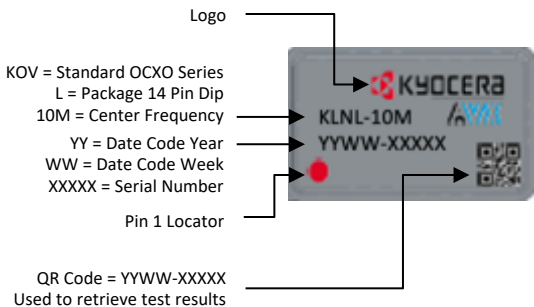 Logo
KOV = Standard OCXO Series
L = Package 14 Pin Dip
10M = Center Frequency
YY = Date Code Year
WW = Date Code Week
XXXXX = Serial Number
Pin 1 Locator
QR Code = YYWW-XXXXX
Used to retrieve test results
KYOCERA
AVX
KLNL-10M
YYWW-XXXXX